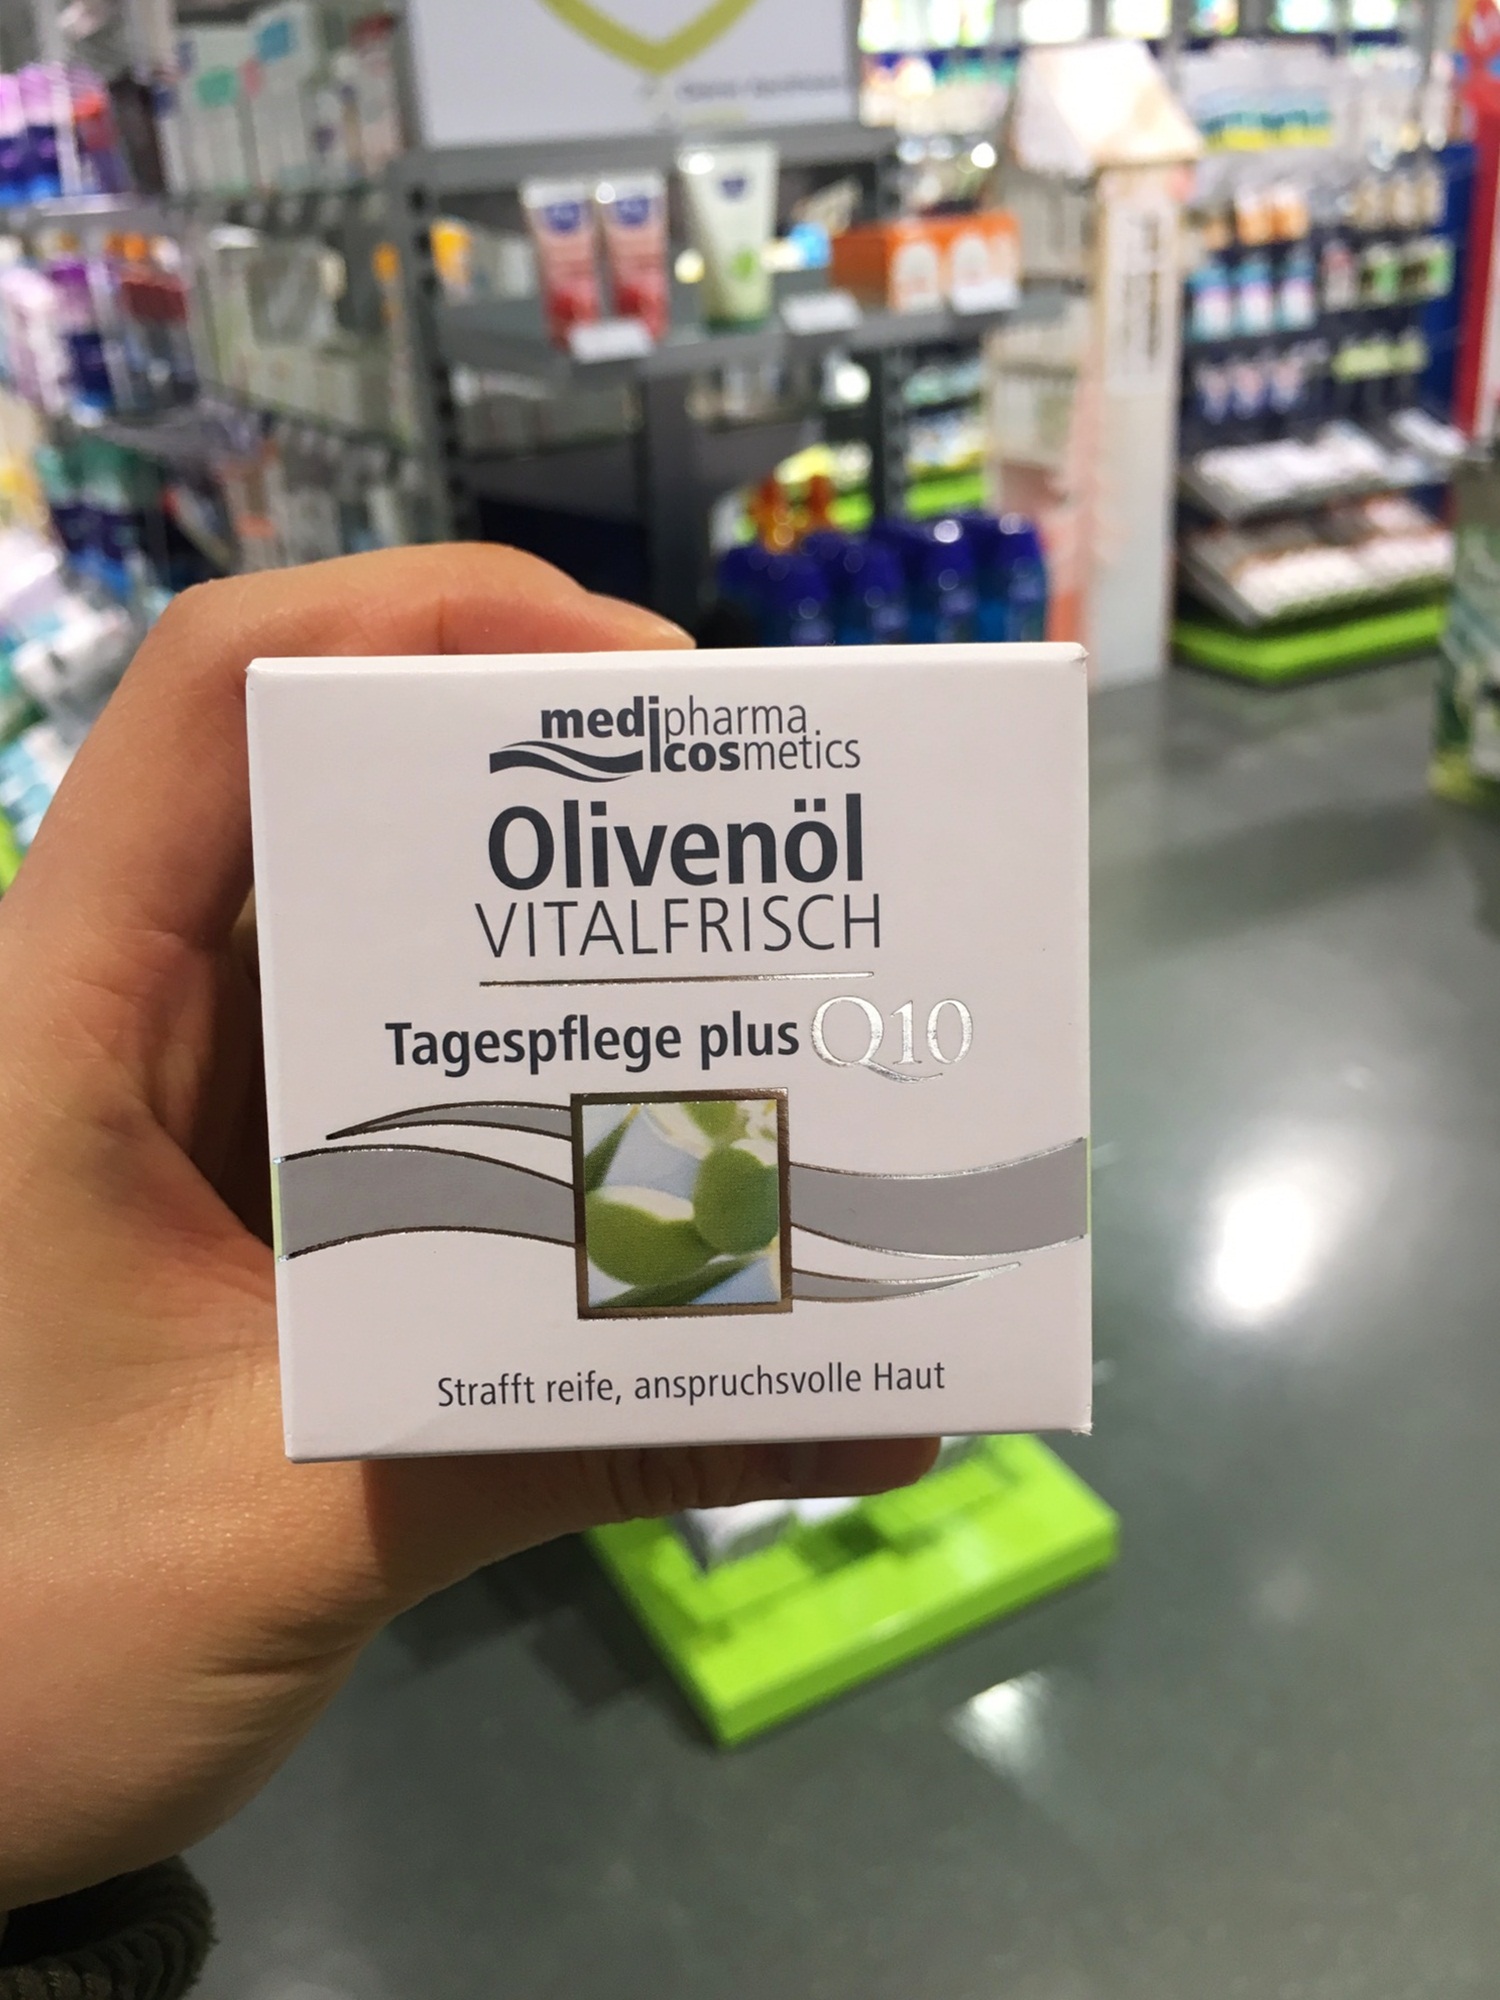 medipharma
cosmetics
Olivenöl
VITALFRISCH
Tagespflege plus Q10
Strafft reife, anspruchsvolle Haut